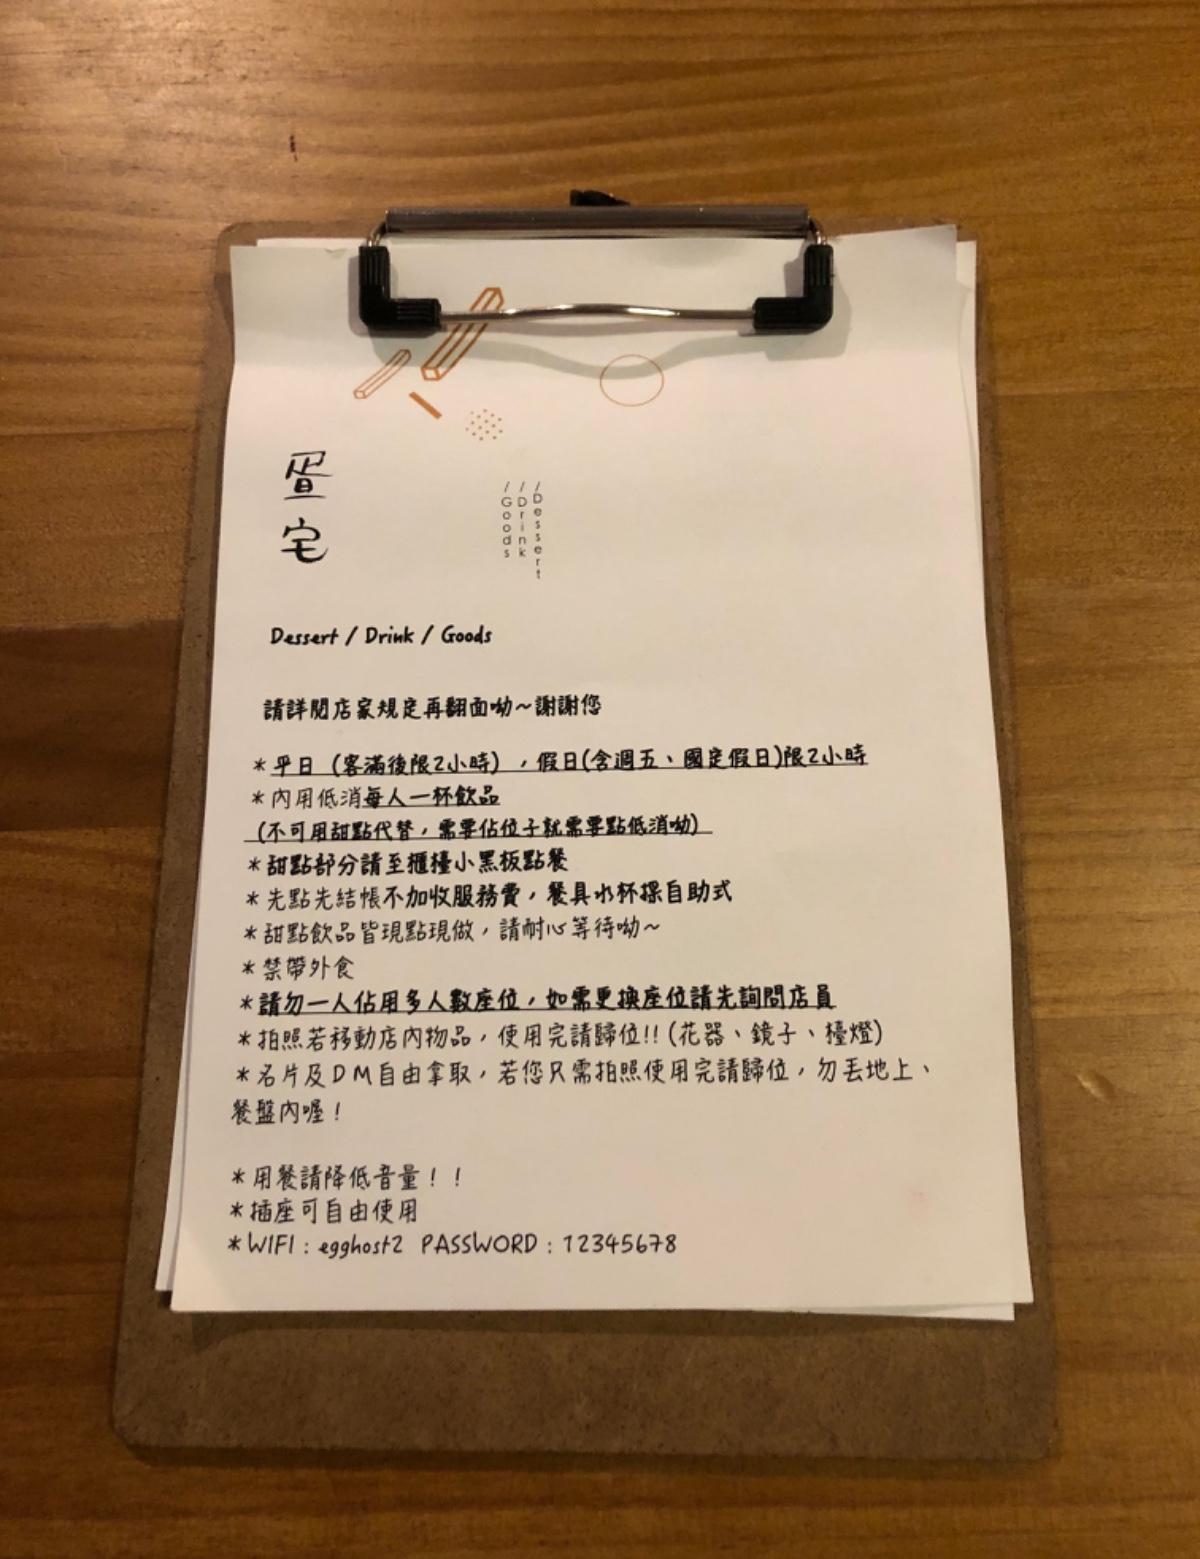 蛋宅
/Dessert
/Drink
/Goods
Dessert / Drink / Goods
請詳閱店家規定再翻面呦～謝謝您
＊平日（客滿後限2小時），假日(含週五、國定假日)限2小時
＊內用低消每人一杯飲品
(不可用甜點代替，需要佔位子就需要點低消呦)
＊甜點部分請至櫃檯小黑板點餐
＊先點先結帳不加收服務費，餐具水杯採自助式
＊甜點飲品皆現點現做，請耐心等待呦～
＊禁帶外食
＊請勿一人佔用多人數座位，如需更換座位請先詢問店員
＊拍照若移動店內物品，使用完請歸位!! (花器、鏡子、檯燈)
＊名片及DM自由拿取，若您只需拍照使用完請歸位，勿丟地上、
餐盤內喔！
＊用餐請降低音量！！
＊插座可自由使用
＊WIFI：egghost2 PASSWORD：12345678